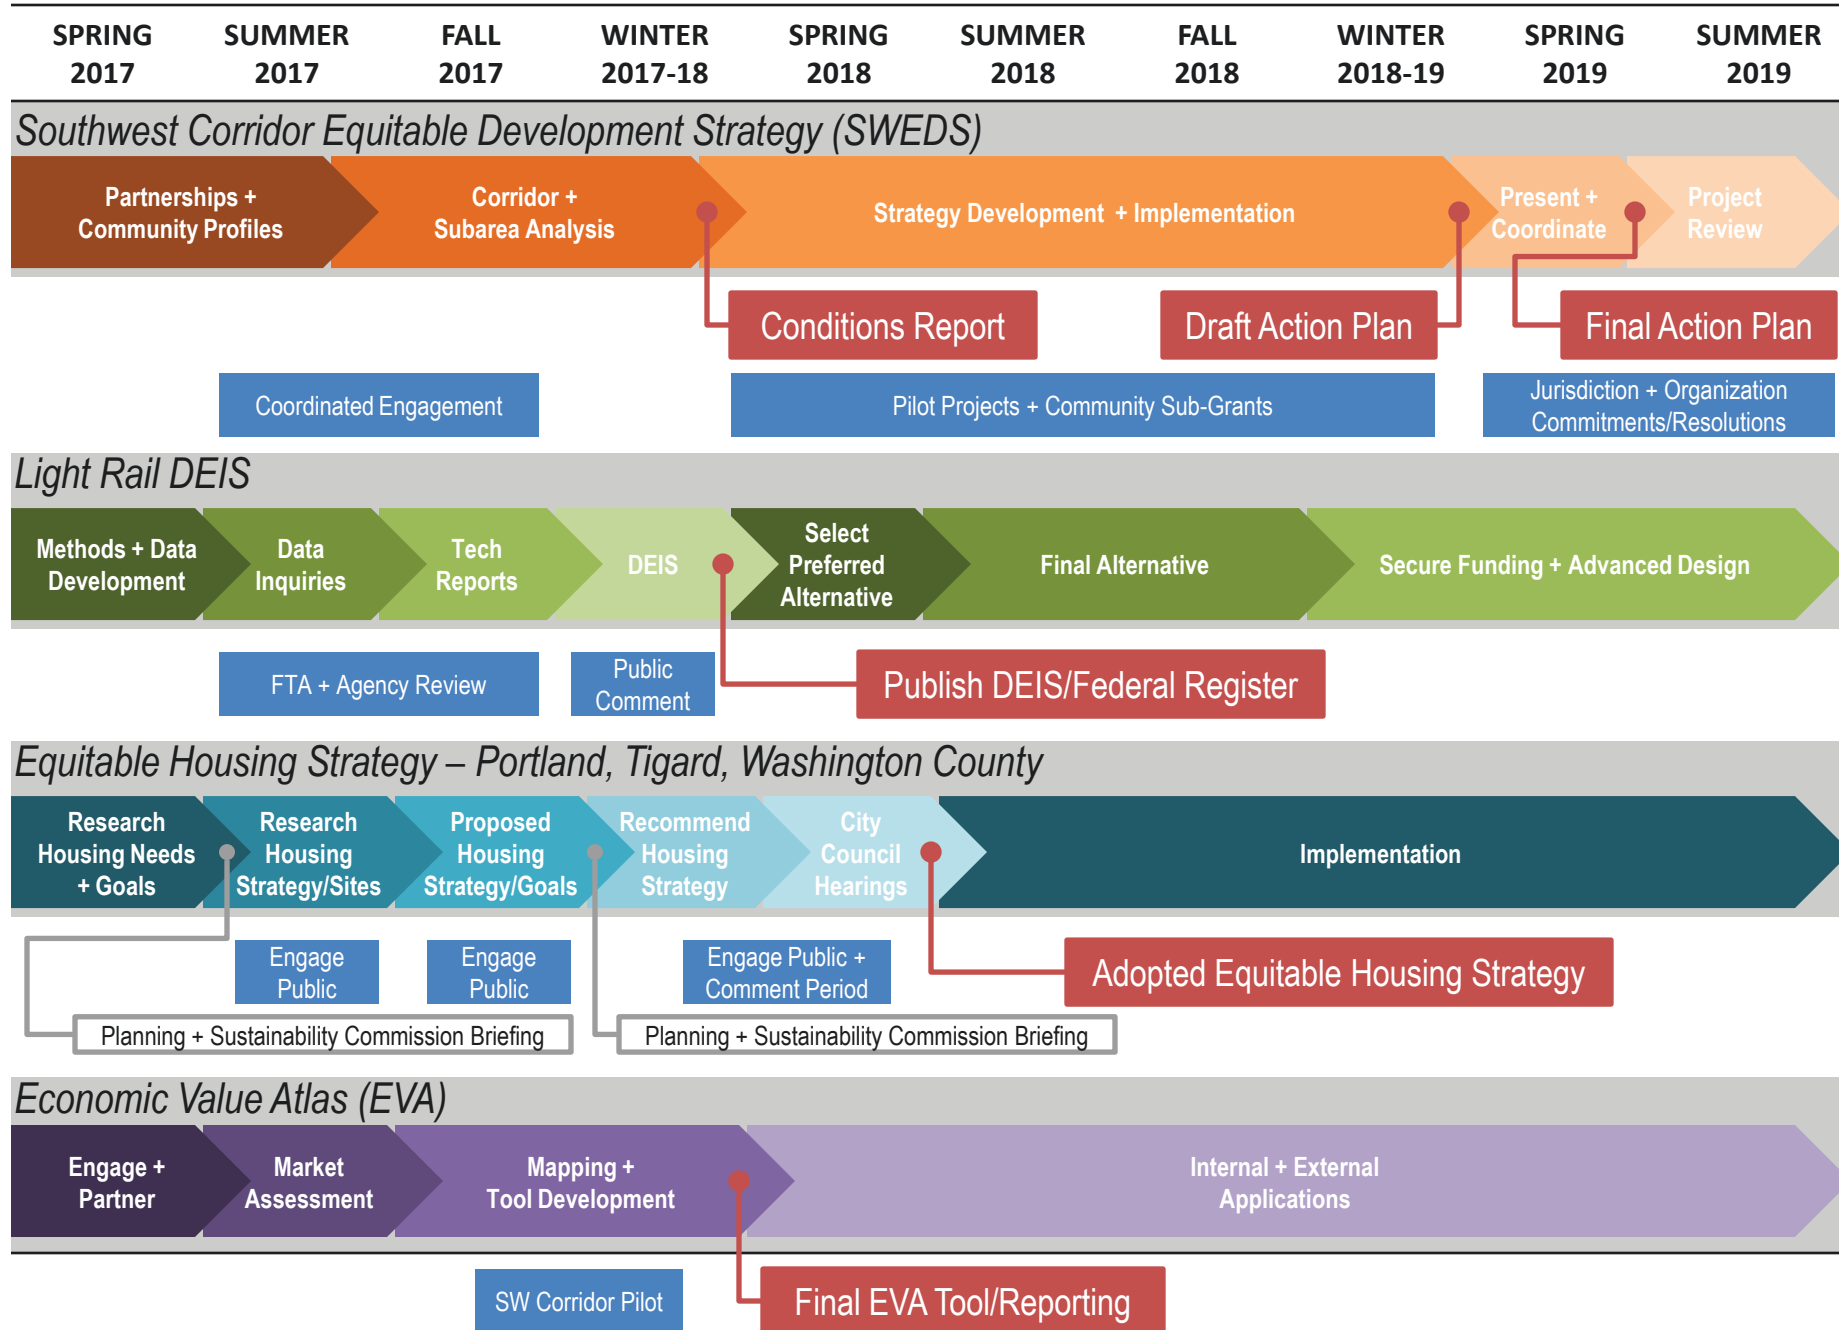 SPRING SUMMER FALL WINTER SPRING SUMMER FALL WINTER SPRING SUMMER
2017 2017 2017 2017-18 2018 2018 2018 2018-19 2019 2019
Southwest Corridor Equitable Development Strategy (SWEDS)
Partnerships +
Community Profiles
Corridor +
Subarea Analysis
Strategy Development + Implementation
Present +
Coordinate
Project
Review
Conditions Report
Draft Action Plan
Final Action Plan
Coordinated Engagement
Pilot Projects + Community Sub-Grants
Jurisdiction + Organization
Commitments/Resolutions
Light Rail DEIS
Methods + Data
Development
Data
Inquiries
Tech
Reports
DEIS
Select
Preferred
Alternative
Final Alternative
Secure Funding + Advanced Design
FTA + Agency Review
Public
Comment
Publish DEIS/Federal Register
Equitable Housing Strategy – Portland, Tigard, Washington County
Research
Housing Needs
+ Goals
Research
Housing
Strategy/Sites
Proposed
Housing
Strategy/Goals
Recommend
Housing
Strategy
City
Council
Hearings
Implementation
Engage
Public
Engage
Public
Engage Public +
Comment Period
Adopted Equitable Housing Strategy
Planning + Sustainability Commission Briefing
Planning + Sustainability Commission Briefing
Economic Value Atlas (EVA)
Engage +
Partner
Market
Assessment
Mapping +
Tool Development
Internal + External
Applications
SW Corridor Pilot
Final EVA Tool/Reporting